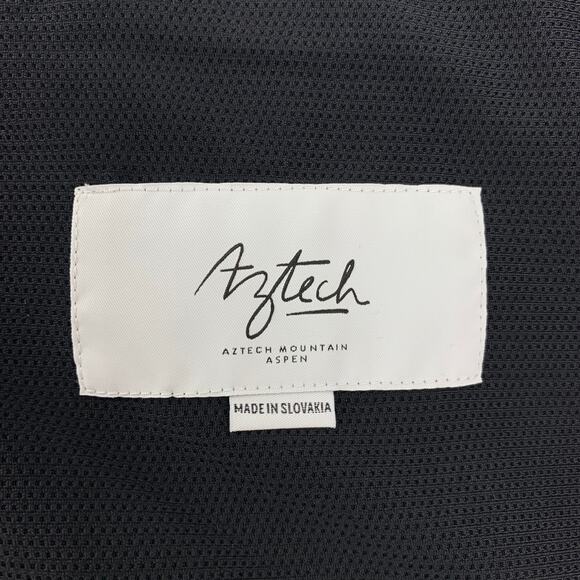 Aztech
AZTECH MOUNTAIN
ASPEN
MADE IN SLOVAKIA